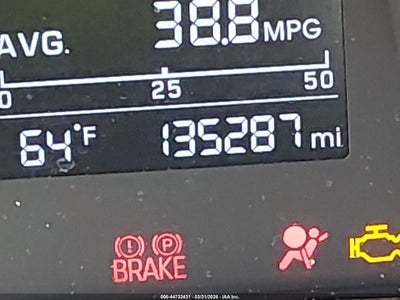 AVG. 38.8 MPG
0 25 50
64°F 135287 mi
(!) (P)
BRAKE
000-44732431 - 03/31/2026 - IAA Inc.